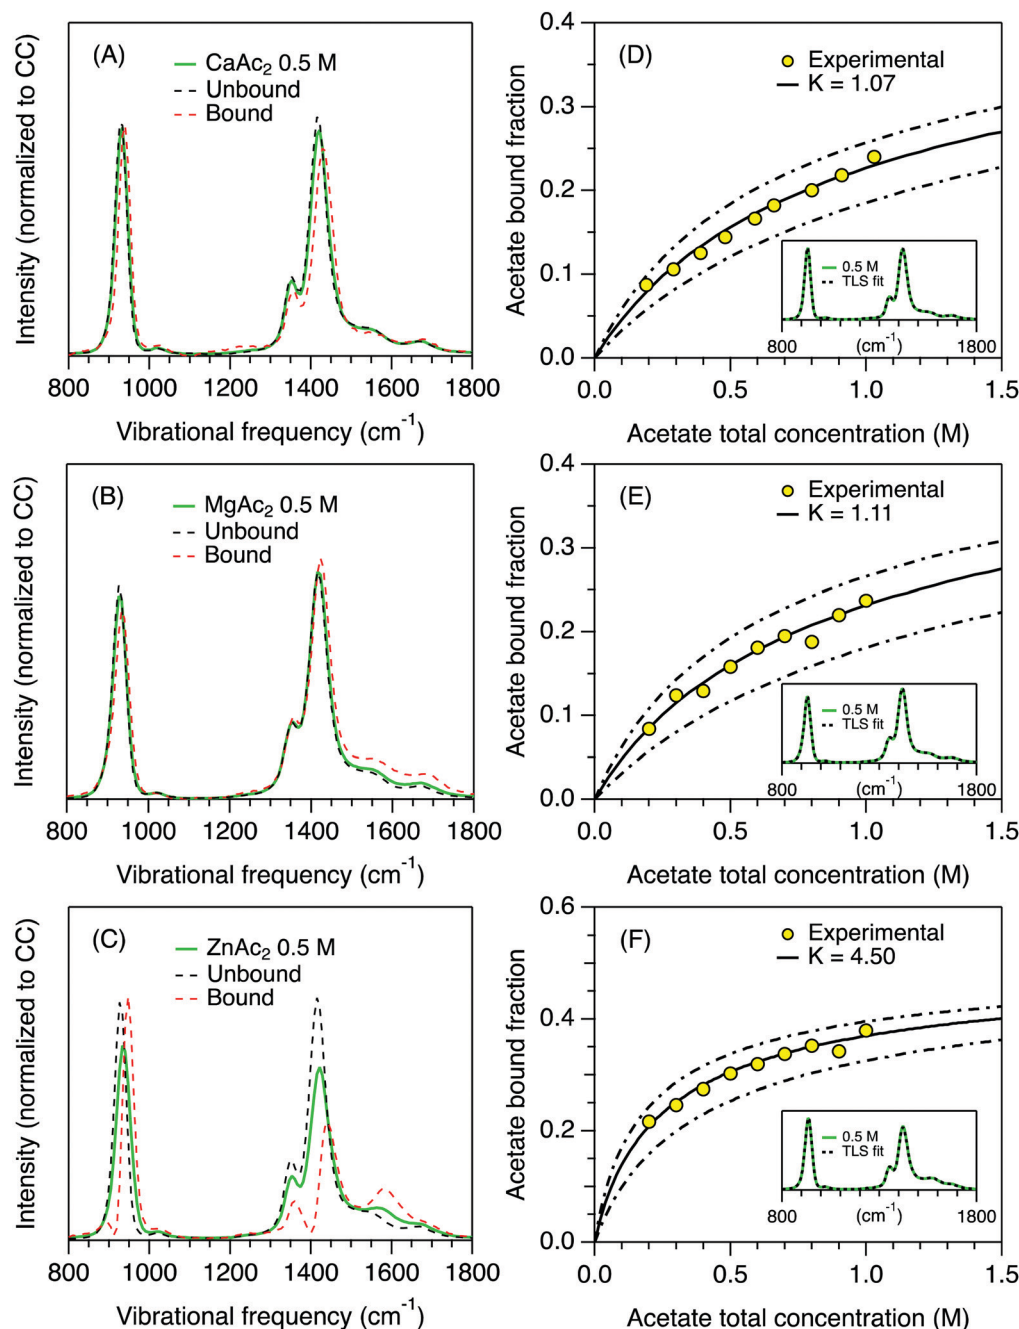 (A)
CaAc₂ 0.5 M
Unbound
Bound
Intensity (normalized to CC)
800 1000 1200 1400 1600 1800
Vibrational frequency (cm⁻¹)
(D)
Experimental
K = 1.07
Acetate bound fraction
0.4
0.3
0.2
0.1
0.0
0.5 M
TLS fit
800 (cm⁻¹) 1800
0.0 0.5 1.0 1.5
Acetate total concentration (M)
(B)
MgAc₂ 0.5 M
Unbound
Bound
Intensity (normalized to CC)
800 1000 1200 1400 1600 1800
Vibrational frequency (cm⁻¹)
(E)
Experimental
K = 1.11
Acetate bound fraction
0.4
0.3
0.2
0.1
0.0
0.5 M
TLS fit
800 (cm⁻¹) 1800
0.0 0.5 1.0 1.5
Acetate total concentration (M)
(C)
ZnAc₂ 0.5 M
Unbound
Bound
Intensity (normalized to CC)
800 1000 1200 1400 1600 1800
Vibrational frequency (cm⁻¹)
(F)
Experimental
K = 4.50
Acetate bound fraction
0.6
0.4
0.2
0.0
0.5 M
TLS fit
800 (cm⁻¹) 1800
0.0 0.5 1.0 1.5
Acetate total concentration (M)